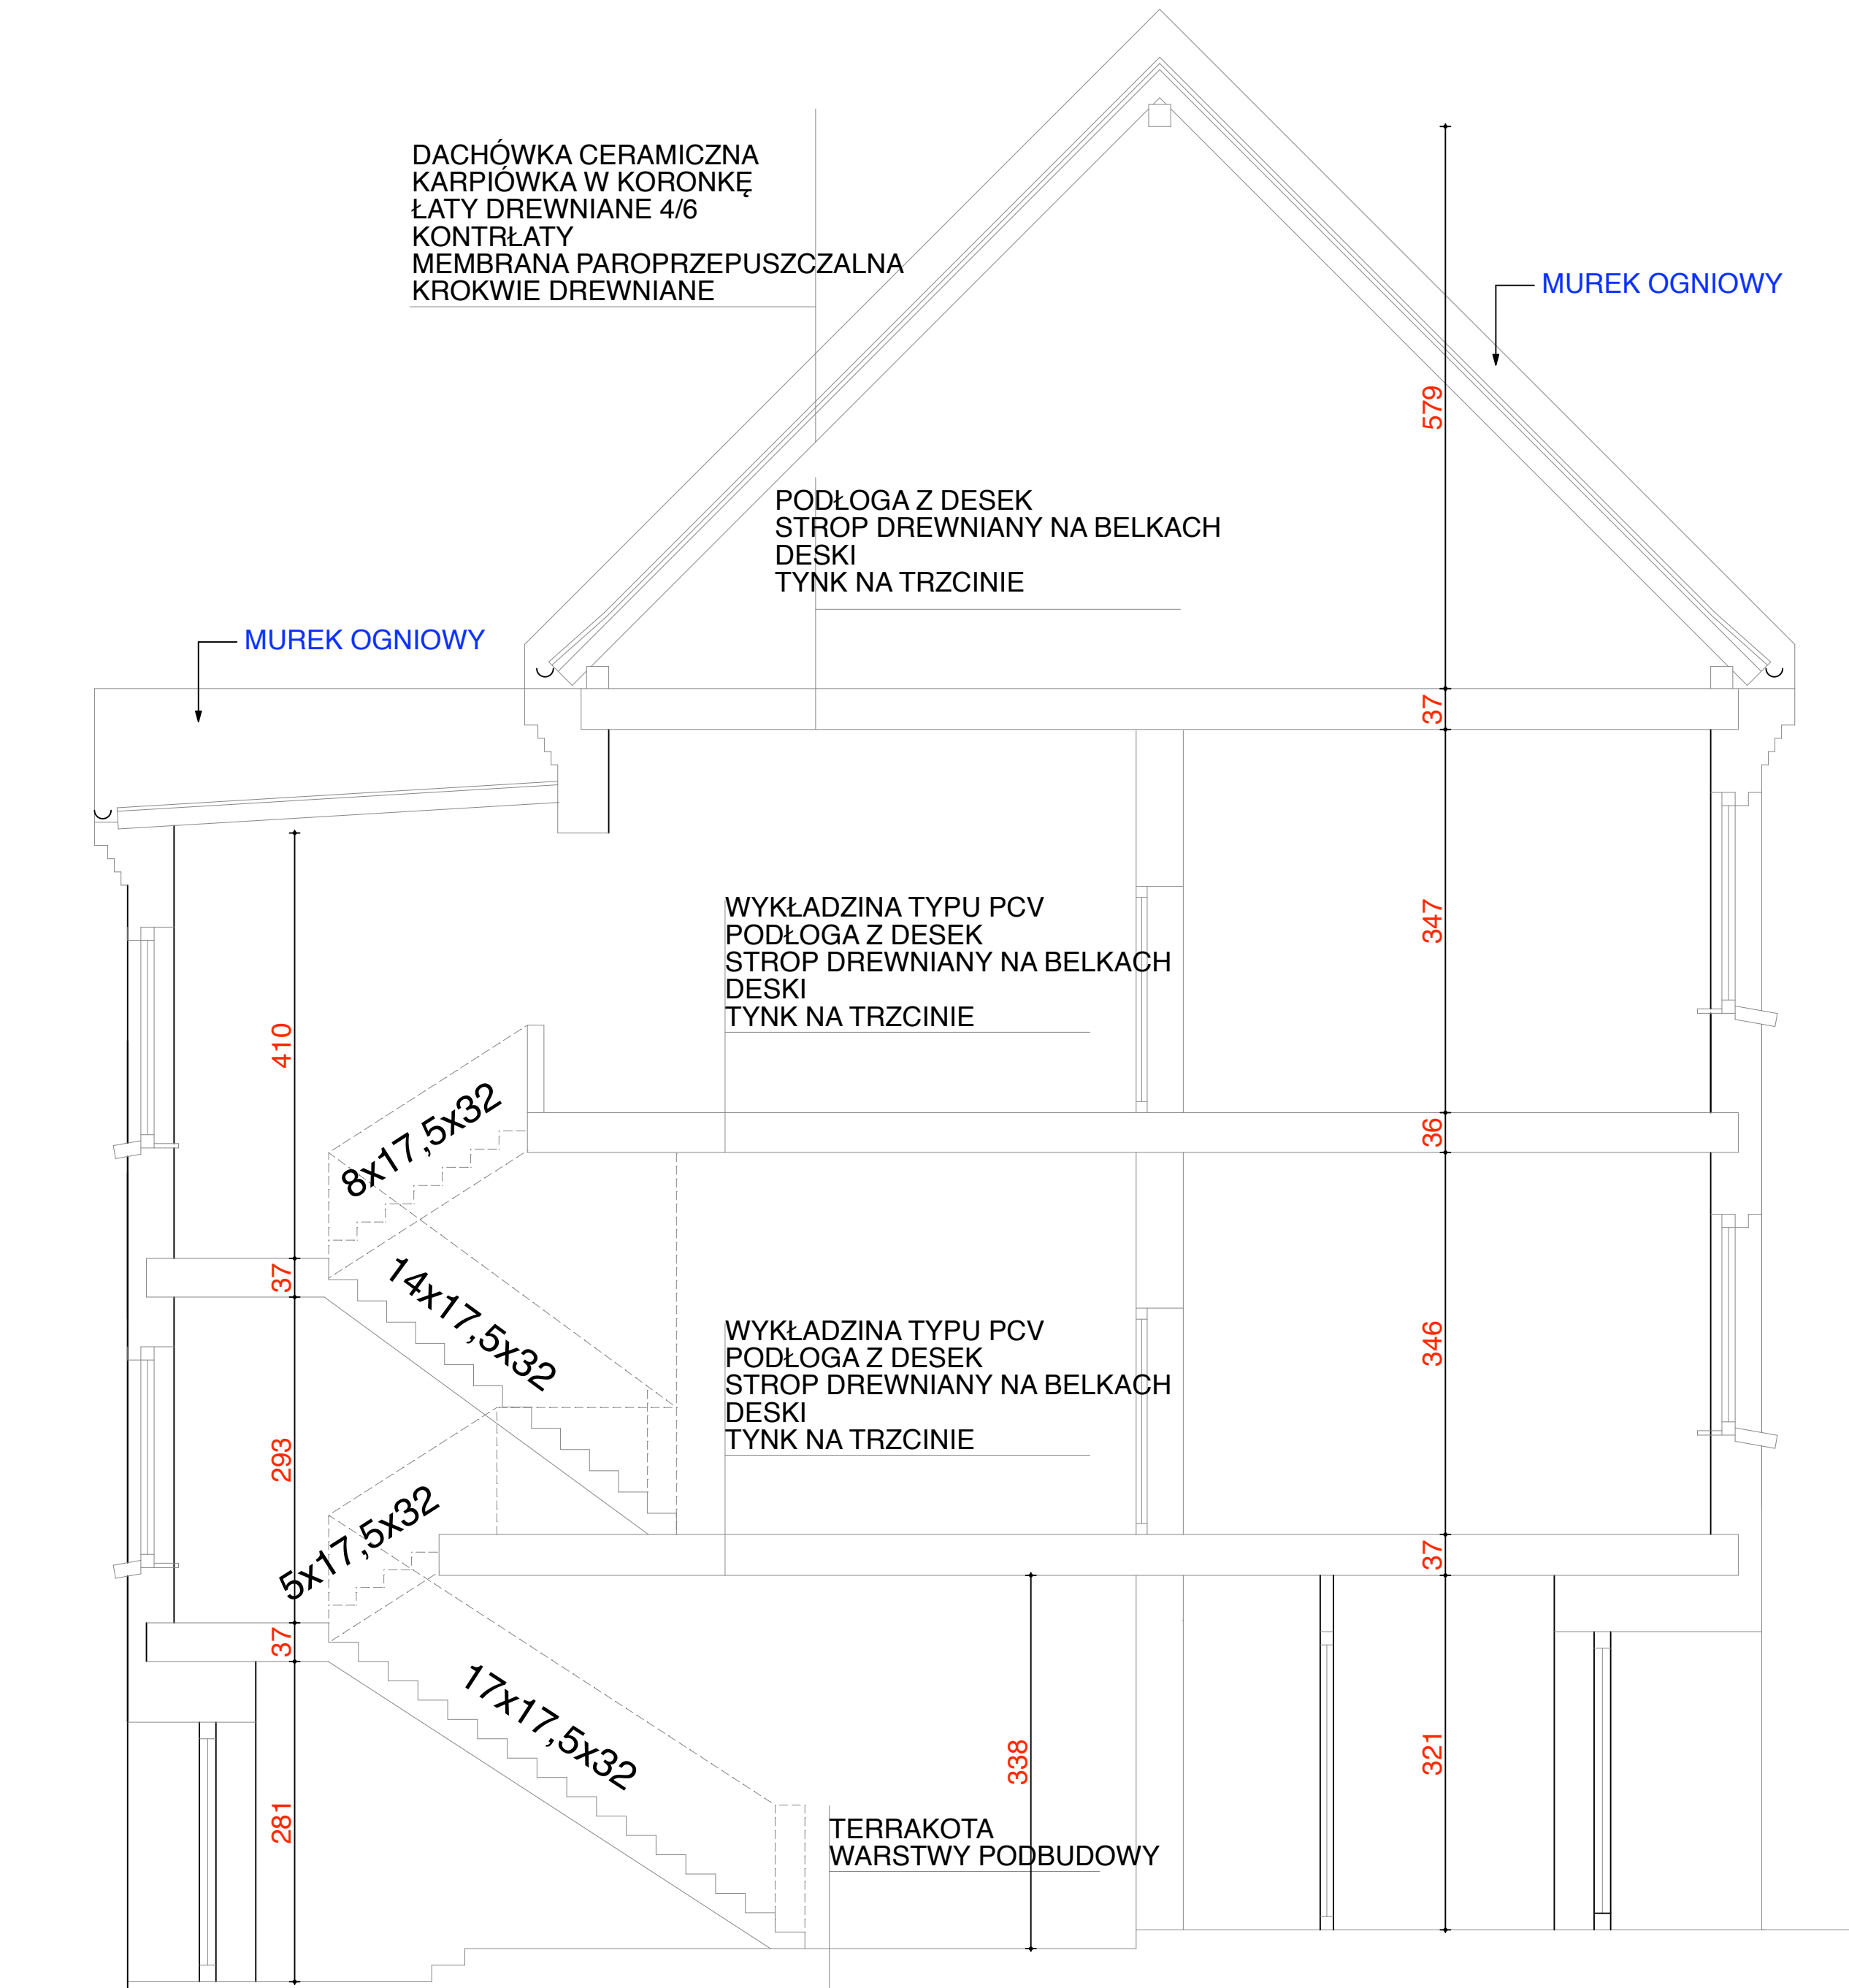 DACHÓWKA CERAMICZNA
KARPIÓWKA W KORONKĘ
ŁATY DREWNIANE 4/6
KONTRŁATY
MEMBRANA PAROPRZEPUSZCZALNA
KROKWIE DREWNIANE
MUREK OGNIOWY
579
PODŁOGA Z DESEK
STROP DREWNIANY NA BELKACH
DESKI
TYNK NA TRZCINIE
MUREK OGNIOWY
37
WYKŁADZINA TYPU PCV
PODŁOGA Z DESEK
STROP DREWNIANY NA BELKACH
DESKI
TYNK NA TRZCINIE
347
410
8x17,5x32
36
37
14x17,5x32
WYKŁADZINA TYPU PCV
PODŁOGA Z DESEK
STROP DREWNIANY NA BELKACH
DESKI
TYNK NA TRZCINIE
346
293
5x17,5x32
37
37
17x17,5x32
338
321
281
TERRAKOTA
WARSTWY PODBUDOWY